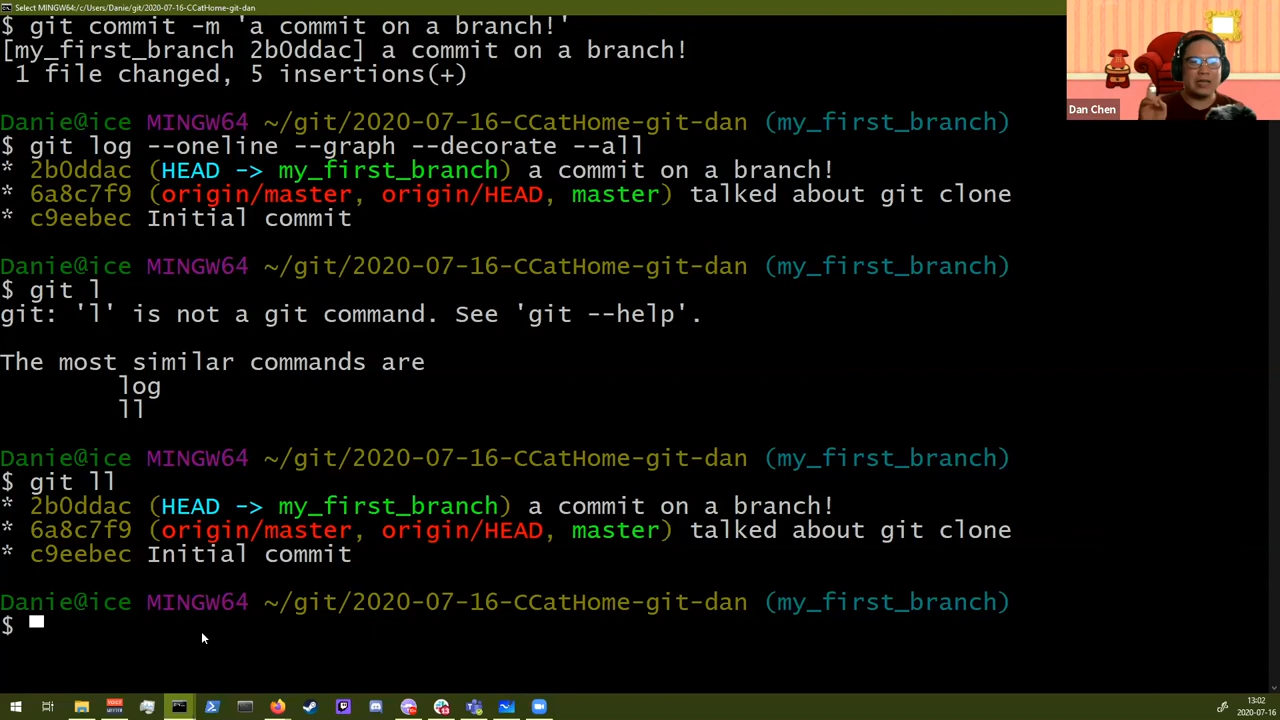 Select MINGW64:/c/Users/Danie/git/2020-07-16-CCatHome-git-dan
$ git commit -m 'a commit on a branch!'
[my_first_branch 2b0ddac] a commit on a branch!
1 file changed, 5 insertions(+)
Dan Chen
Danie@ice MINGW64 ~/git/2020-07-16-CCatHome-git-dan (my_first_branch)
$ git log --oneline --graph --decorate --all
* 2b0ddac (HEAD -> my_first_branch) a commit on a branch!
* 6a8c7f9 (origin/master, origin/HEAD, master) talked about git clone
* c9eebec Initial commit
Danie@ice MINGW64 ~/git/2020-07-16-CCatHome-git-dan (my_first_branch)
$ git l
git: 'l' is not a git command. See 'git --help'.
The most similar commands are
log
ll
Danie@ice MINGW64 ~/git/2020-07-16-CCatHome-git-dan (my_first_branch)
$ git ll
* 2b0ddac (HEAD -> my_first_branch) a commit on a branch!
* 6a8c7f9 (origin/master, origin/HEAD, master) talked about git clone
* c9eebec Initial commit
Danie@ice MINGW64 ~/git/2020-07-16-CCatHome-git-dan (my_first_branch)
$
13:02
2020-07-16